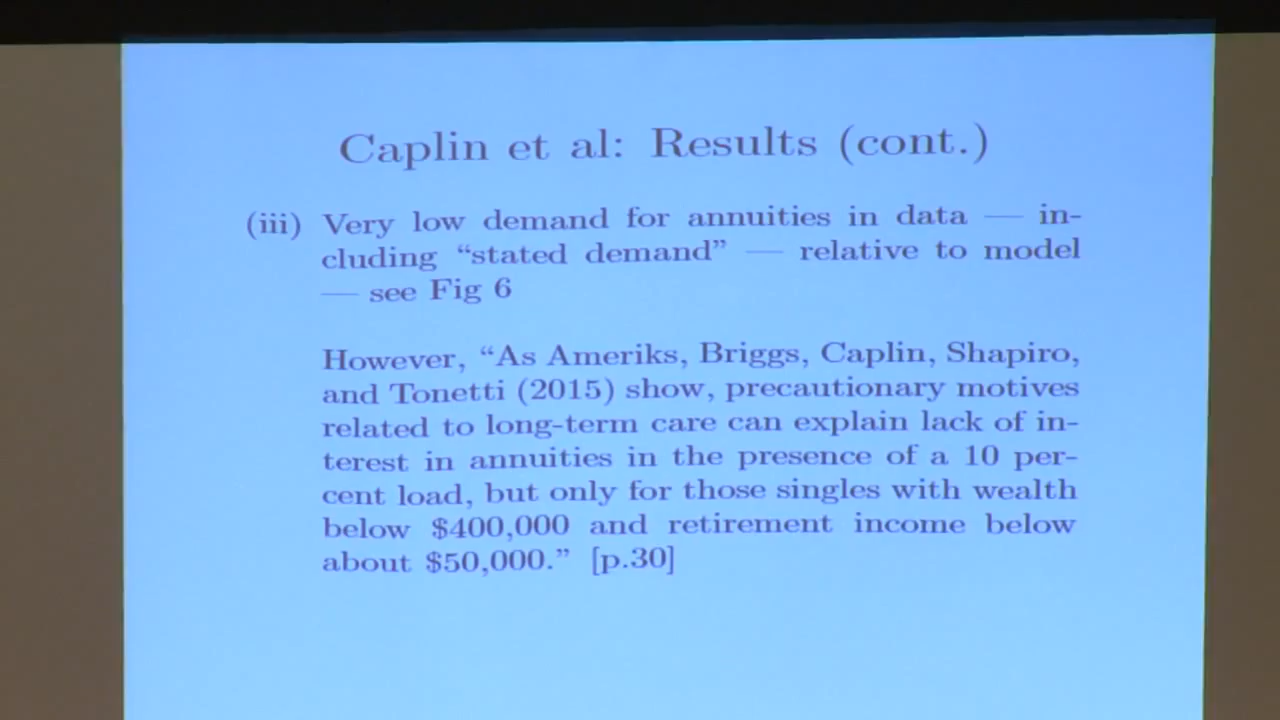 Caplin et al: Results (cont.)
(iii) Very low demand for annuities in data — in-
cluding “stated demand” — relative to model
— see Fig 6
However, “As Ameriks, Briggs, Caplin, Shapiro,
and Tonetti (2015) show, precautionary motives
related to long-term care can explain lack of in-
terest in annuities in the presence of a 10 per-
cent load, but only for those singles with wealth
below $400,000 and retirement income below
about $50,000.” [p.30]